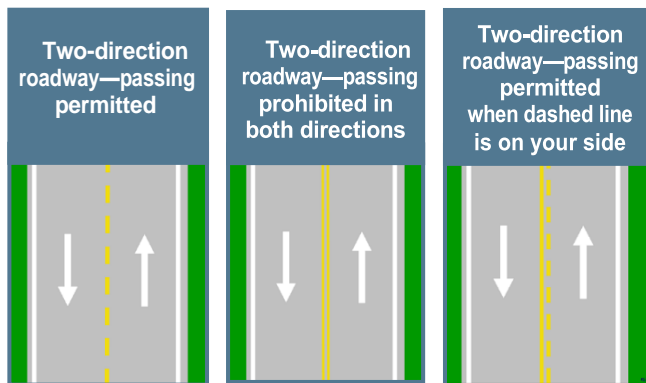 Two-direction
roadway—passing
permitted
Two-direction
roadway—passing
prohibited in
both directions
Two-direction
roadway—passing
permitted
when dashed line
is on your side